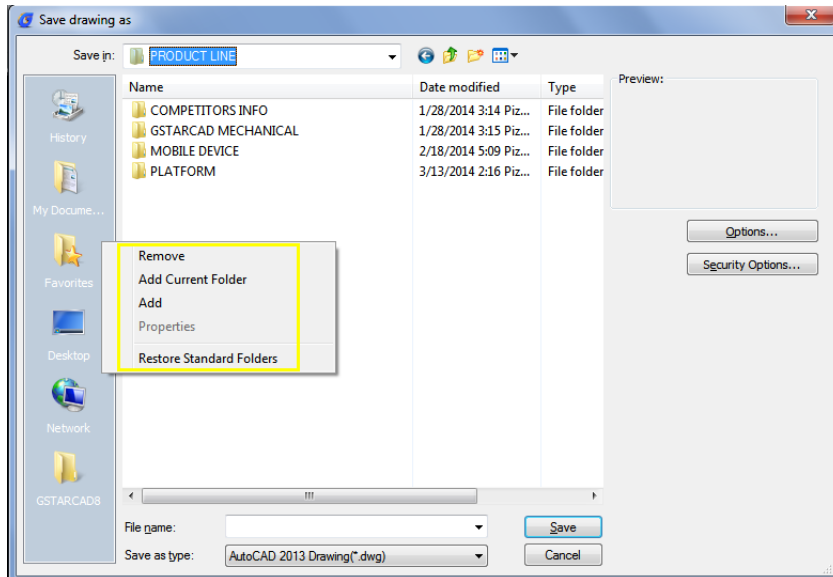 Save drawing as
Save in: PRODUCT LINE
Name Date modified Type
COMPETITORS INFO 1/28/2014 3:14 Piz... File folder
GSTARCAD MECHANICAL 1/28/2014 3:15 Piz... File folder
MOBILE DEVICE 2/18/2014 5:09 Piz... File folder
PLATFORM 3/13/2014 2:16 Piz... File folder
Preview:
History
My Docume...
Favorites
Desktop
Network
GSTARCAD8
Remove
Add Current Folder
Add
Properties
Restore Standard Folders
Options...
Security Options...
File name:
Save
Save as type: AutoCAD 2013 Drawing(*.dwg)
Cancel